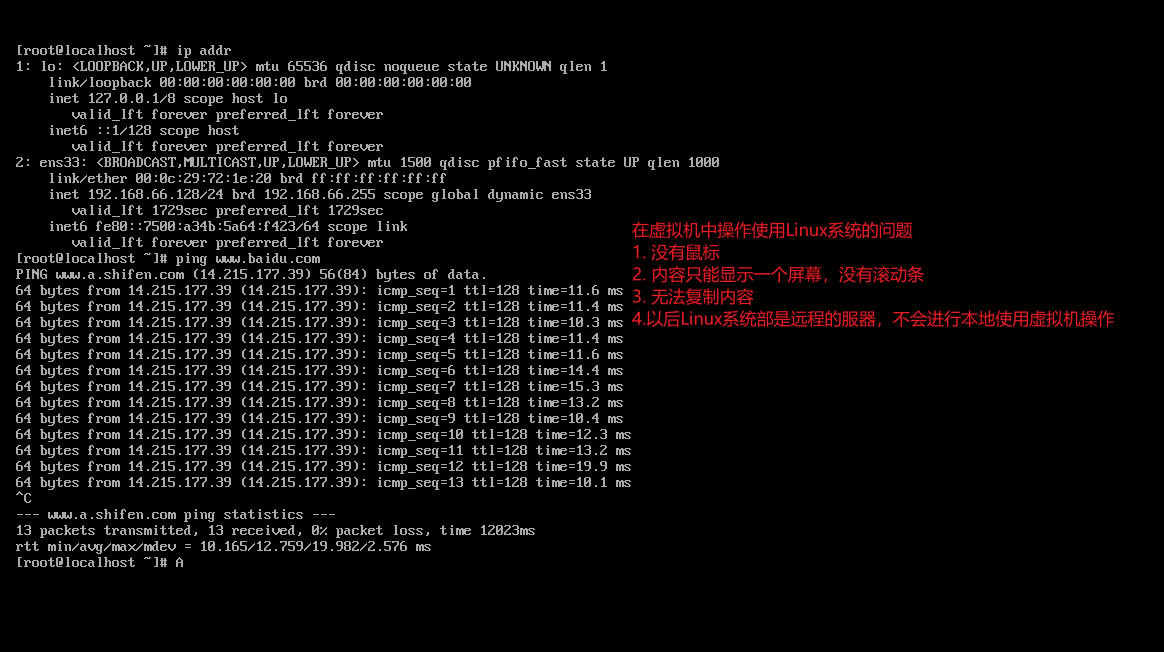 [root@localhost ~]# ip addr
1: lo: <LOOPBACK,UP,LOWER_UP> mtu 65536 qdisc noqueue state UNKNOWN qlen 1
    link/loopback 00:00:00:00:00:00 brd 00:00:00:00:00:00
    inet 127.0.0.1/8 scope host lo
       valid_lft forever preferred_lft forever
    inet6 ::1/128 scope host
       valid_lft forever preferred_lft forever
2: ens33: <BROADCAST,MULTICAST,UP,LOWER_UP> mtu 1500 qdisc pfifo_fast state UP qlen 1000
    link/ether 00:0c:29:72:1e:20 brd ff:ff:ff:ff:ff:ff
    inet 192.168.66.128/24 brd 192.168.66.255 scope global dynamic ens33
       valid_lft 1729sec preferred_lft 1729sec
    inet6 fe80::7500:a34b:5a64:f423/64 scope link
       valid_lft forever preferred_lft forever
[root@localhost ~]# ping www.baidu.com
PING www.a.shifen.com (14.215.177.39) 56(84) bytes of data.
64 bytes from 14.215.177.39 (14.215.177.39): icmp_seq=1 ttl=128 time=11.6 ms
64 bytes from 14.215.177.39 (14.215.177.39): icmp_seq=2 ttl=128 time=11.4 ms
64 bytes from 14.215.177.39 (14.215.177.39): icmp_seq=3 ttl=128 time=10.3 ms
64 bytes from 14.215.177.39 (14.215.177.39): icmp_seq=4 ttl=128 time=11.4 ms
64 bytes from 14.215.177.39 (14.215.177.39): icmp_seq=5 ttl=128 time=11.6 ms
64 bytes from 14.215.177.39 (14.215.177.39): icmp_seq=6 ttl=128 time=14.4 ms
64 bytes from 14.215.177.39 (14.215.177.39): icmp_seq=7 ttl=128 time=15.3 ms
64 bytes from 14.215.177.39 (14.215.177.39): icmp_seq=8 ttl=128 time=13.2 ms
64 bytes from 14.215.177.39 (14.215.177.39): icmp_seq=9 ttl=128 time=10.4 ms
64 bytes from 14.215.177.39 (14.215.177.39): icmp_seq=10 ttl=128 time=12.3 ms
64 bytes from 14.215.177.39 (14.215.177.39): icmp_seq=11 ttl=128 time=13.2 ms
64 bytes from 14.215.177.39 (14.215.177.39): icmp_seq=12 ttl=128 time=19.9 ms
64 bytes from 14.215.177.39 (14.215.177.39): icmp_seq=13 ttl=128 time=10.1 ms
^C
--- www.a.shifen.com ping statistics ---
13 packets transmitted, 13 received, 0% packet loss, time 12023ms
rtt min/avg/max/mdev = 10.165/12.759/19.982/2.576 ms
[root@localhost ~]# A
在虚拟机中操作使用Linux系统的问题
1. 没有鼠标
2. 内容只能显示一个屏幕，没有滚动条
3. 无法复制内容
4.以后Linux系统部是远程的服器，不会进行本地使用虚拟机操作